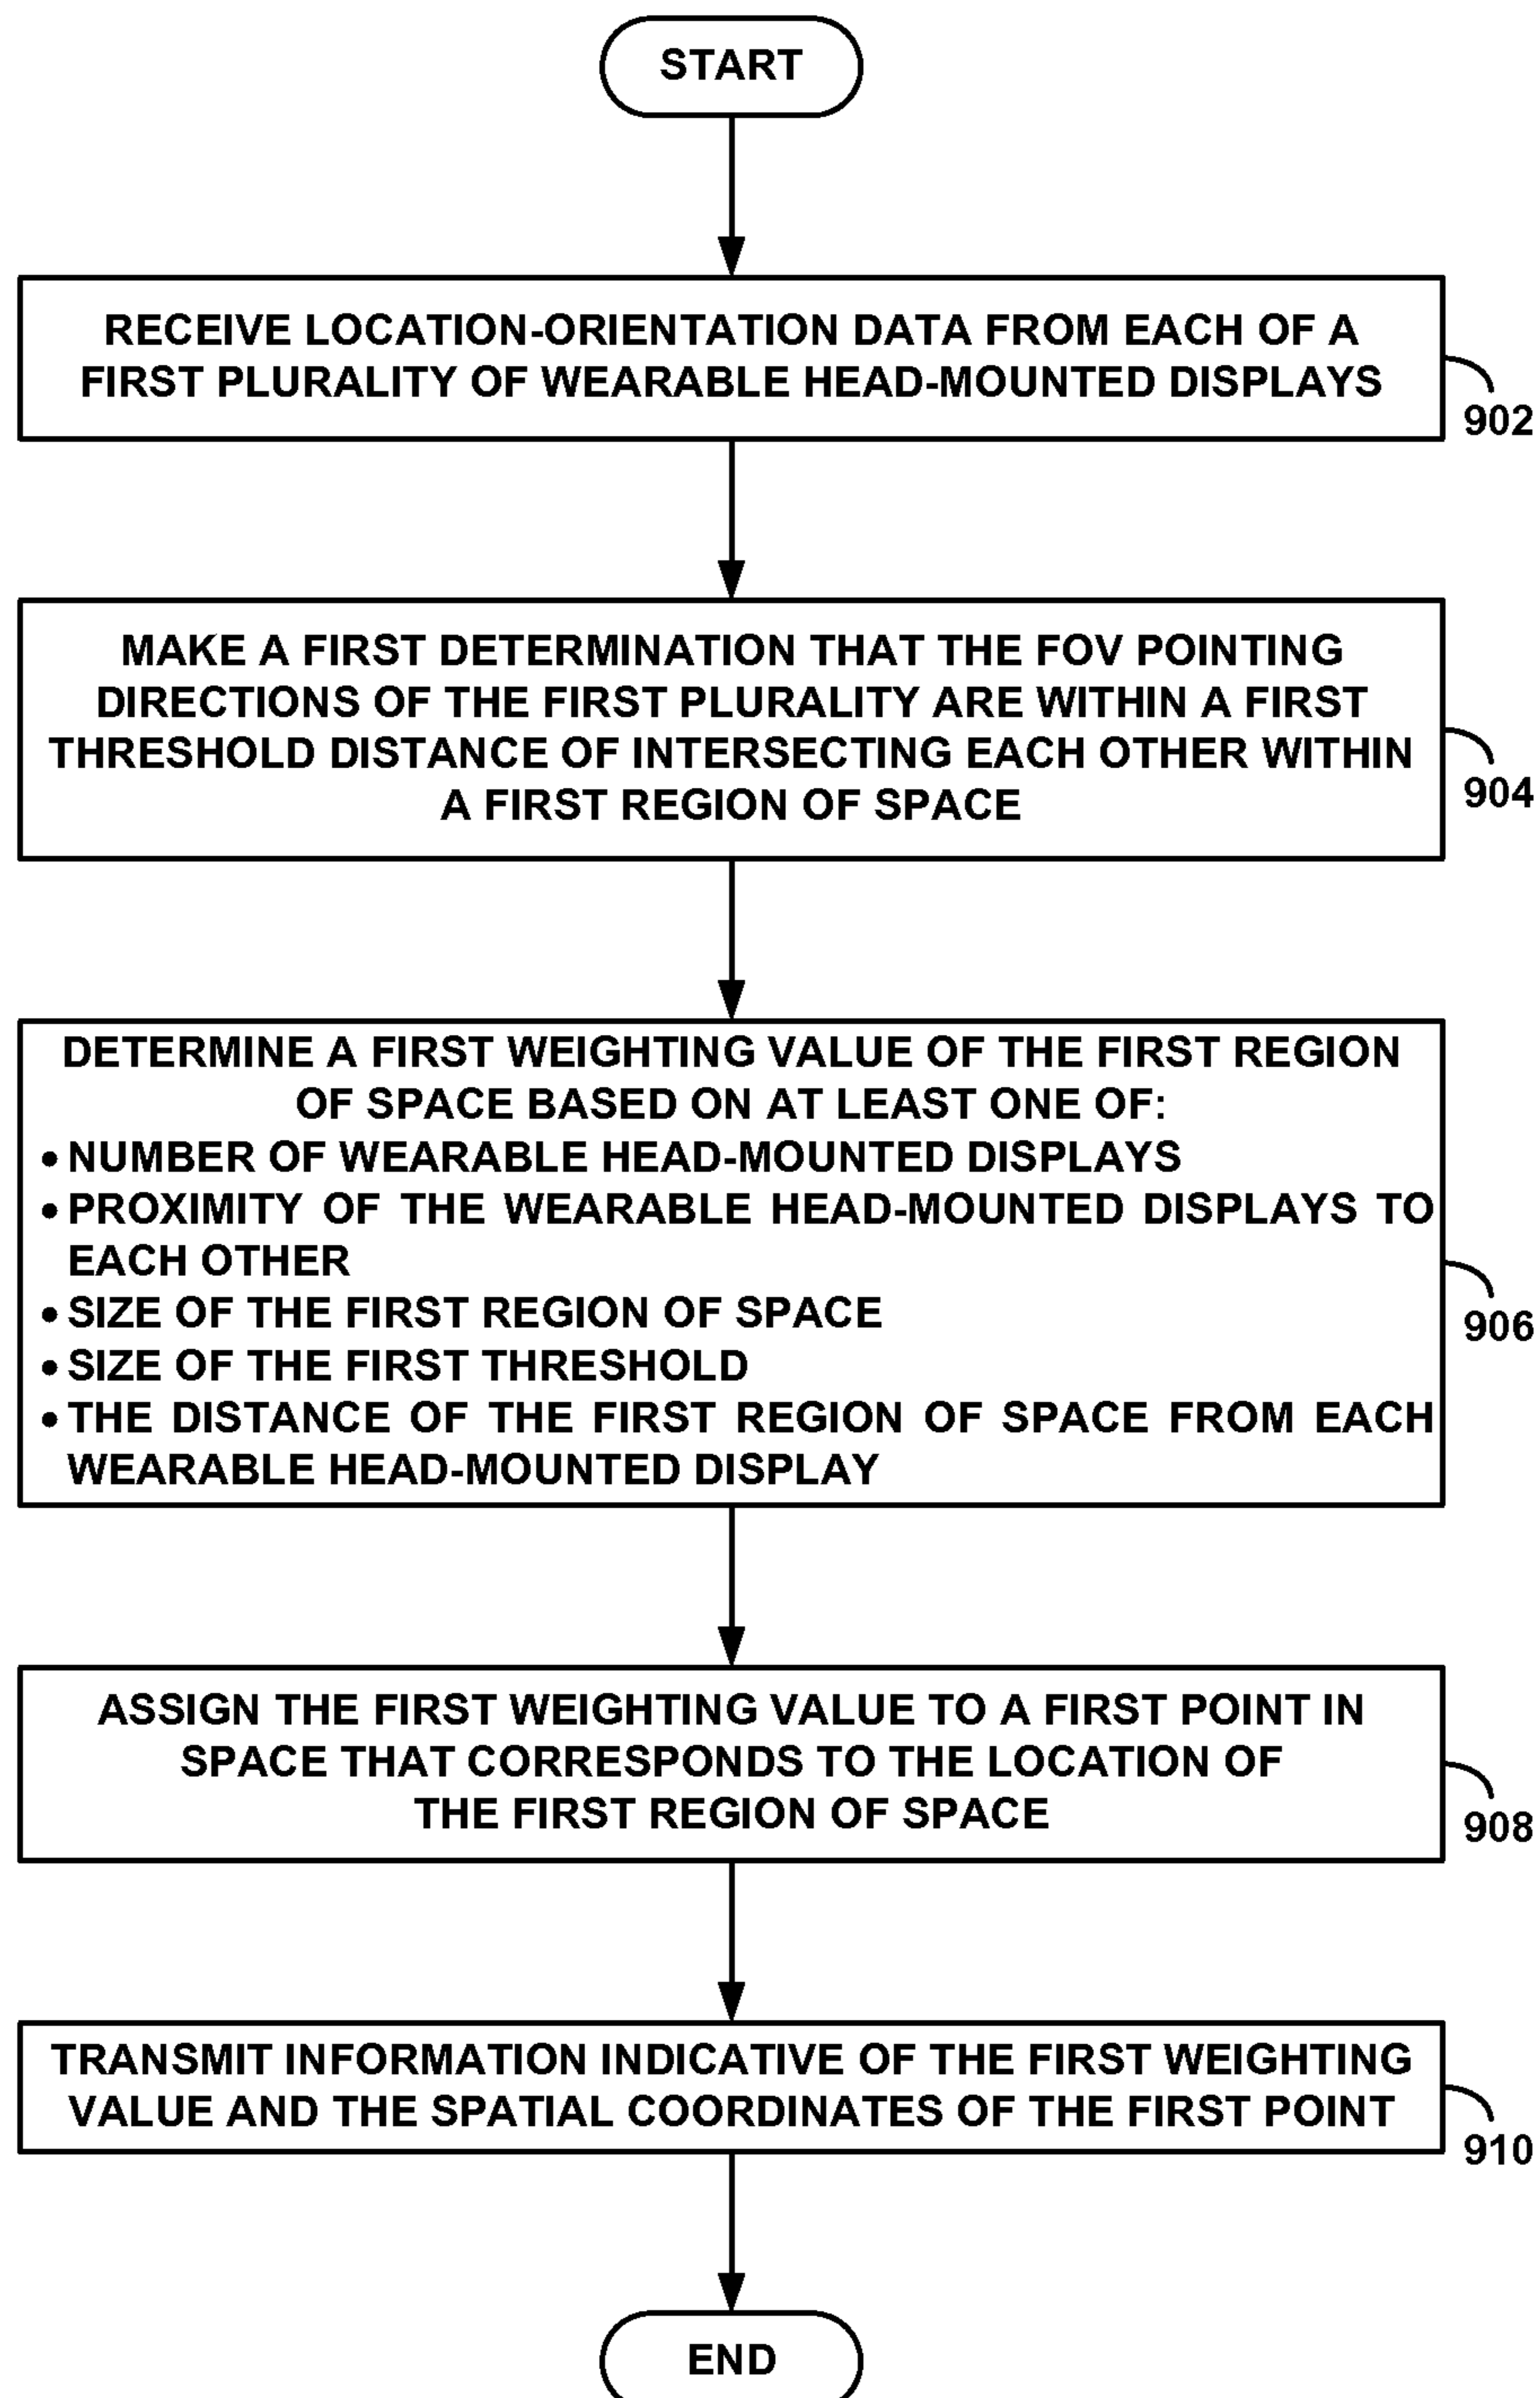 START
RECEIVE LOCATION-ORIENTATION DATA FROM EACH OF A
FIRST PLURALITY OF WEARABLE HEAD-MOUNTED DISPLAYS
902
MAKE A FIRST DETERMINATION THAT THE FOV POINTING
DIRECTIONS OF THE FIRST PLURALITY ARE WITHIN A FIRST
THRESHOLD DISTANCE OF INTERSECTING EACH OTHER WITHIN
A FIRST REGION OF SPACE
904
DETERMINE A FIRST WEIGHTING VALUE OF THE FIRST REGION
OF SPACE BASED ON AT LEAST ONE OF:
• NUMBER OF WEARABLE HEAD-MOUNTED DISPLAYS
• PROXIMITY OF THE WEARABLE HEAD-MOUNTED DISPLAYS TO
EACH OTHER
• SIZE OF THE FIRST REGION OF SPACE
• SIZE OF THE FIRST THRESHOLD
• THE DISTANCE OF THE FIRST REGION OF SPACE FROM EACH
WEARABLE HEAD-MOUNTED DISPLAY
906
ASSIGN THE FIRST WEIGHTING VALUE TO A FIRST POINT IN
SPACE THAT CORRESPONDS TO THE LOCATION OF
THE FIRST REGION OF SPACE
908
TRANSMIT INFORMATION INDICATIVE OF THE FIRST WEIGHTING
VALUE AND THE SPATIAL COORDINATES OF THE FIRST POINT
910
END